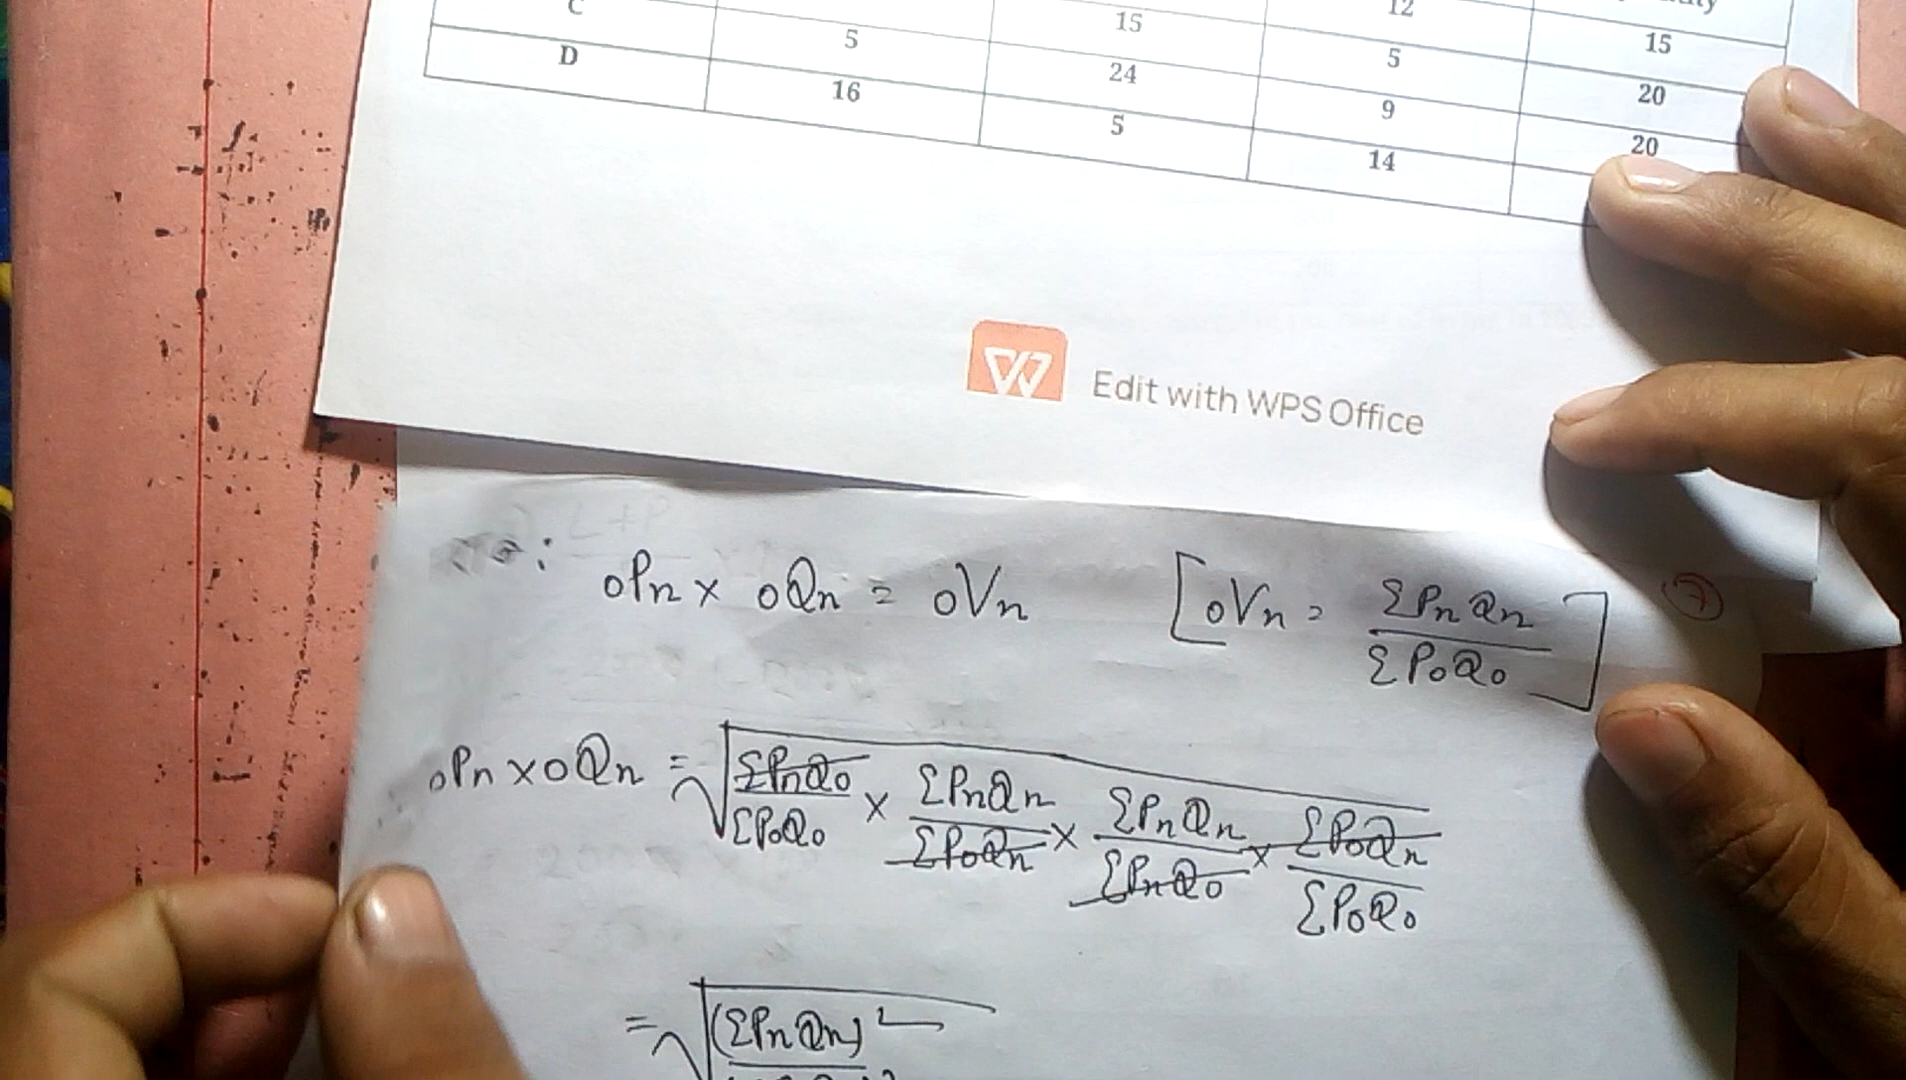 C 15 12 15
5 24 5 20
D 16 5 9 20
14
Edit with WPS Office
:
oPn × oQn = oVn [oVn = ΣPnQn / ΣPoQo] 7
oPn × oQn = √ ΣPnQo / ΣPoQo × ΣPnQn / ΣPoQn × ΣPnQn / ΣPnQo × ΣPoQn / ΣPoQo
= √ (ΣPnQn)²